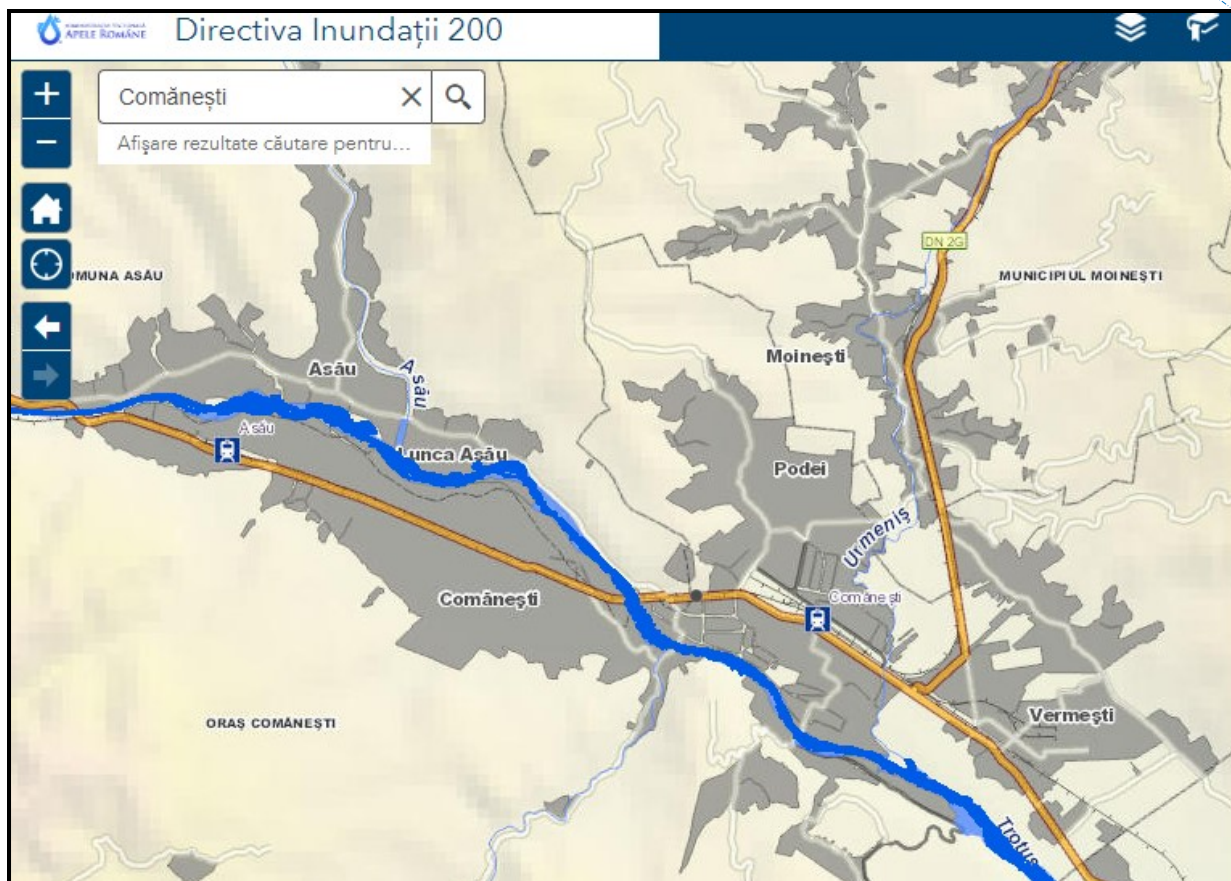 ADMINISTRAȚIA NAȚIONALĂ
APELE ROMÂNE
Directiva Inundații 200
+
Comănești
−
Afișare rezultate căutare pentru...
DN 2G
OMUNA ASĂU
MUNICIPIUL MOINEȘTI
Moinești
Asău
Asău
Asău
Lunca Asău
Podei
Urmeniș
Comănești
Comănești
ORAȘ COMĂNEȘTI
Vermești
Trotuș